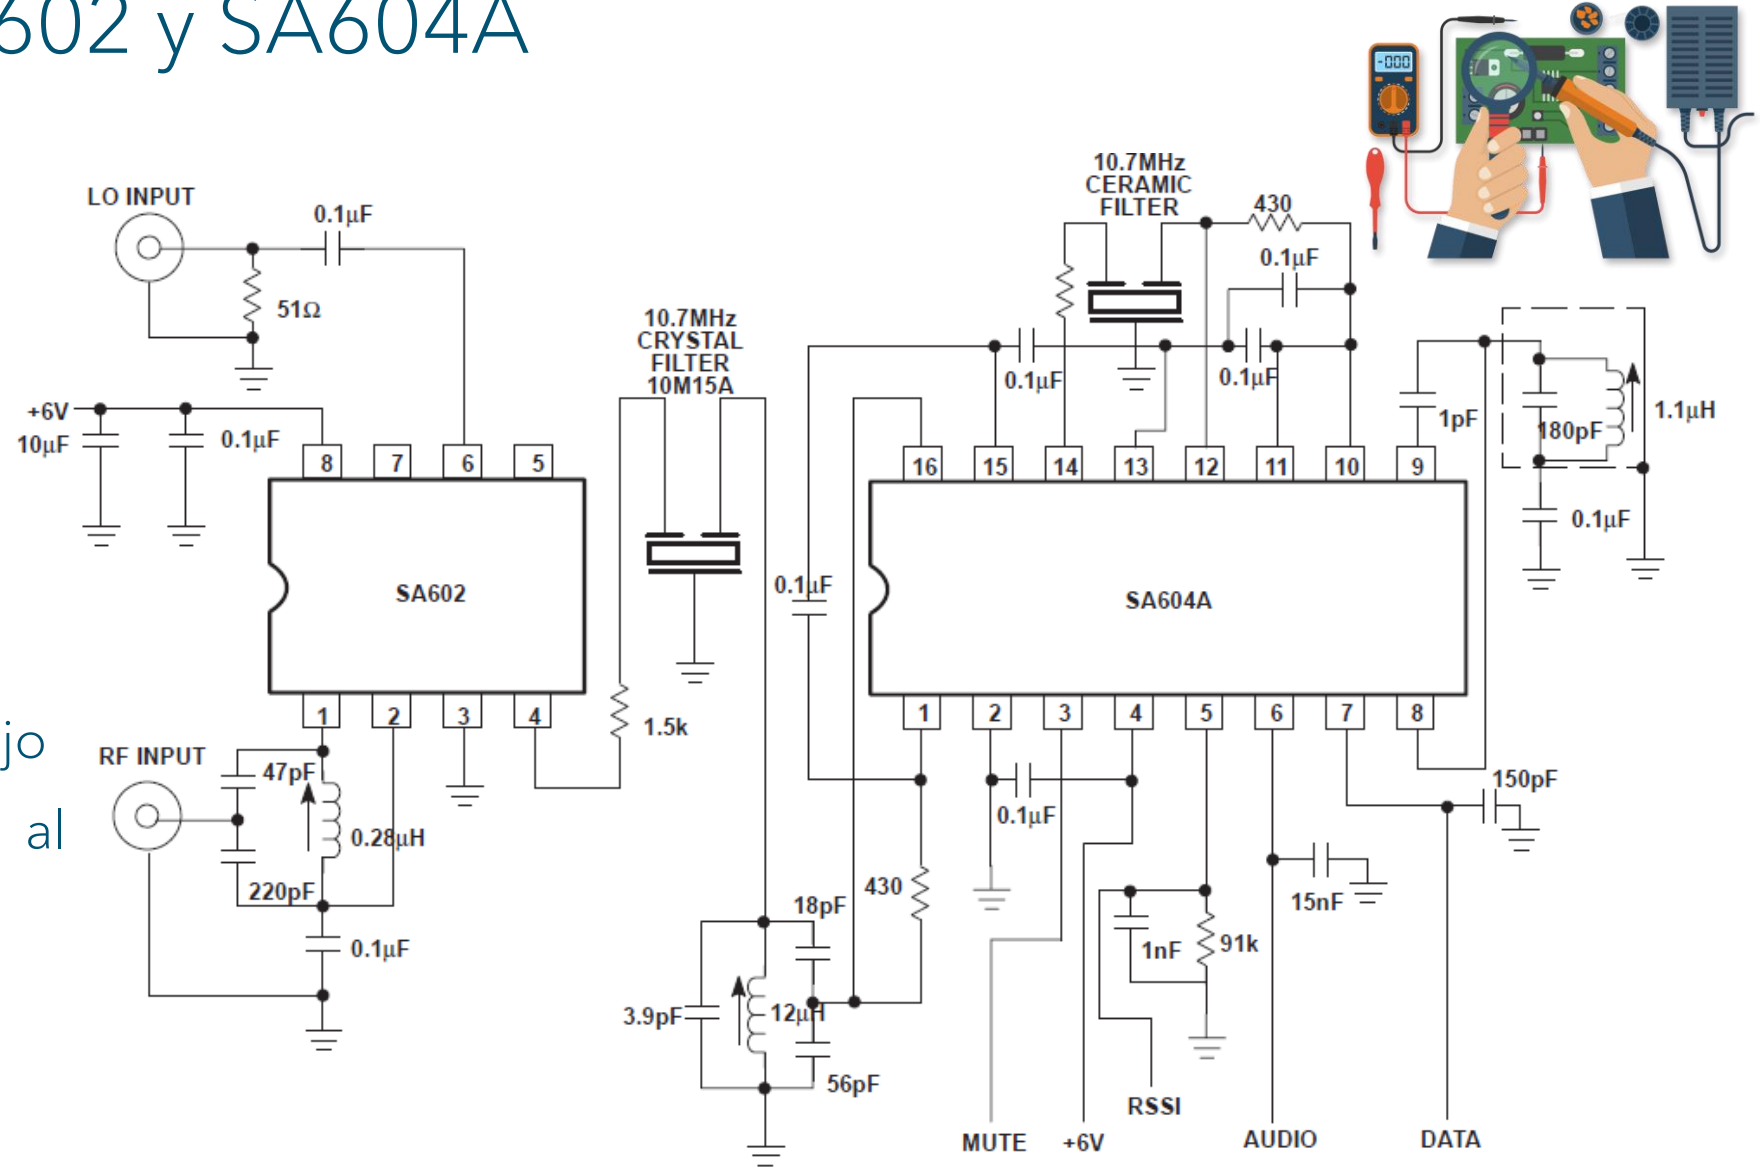 602 y SA604A
-000
LO INPUT
0.1µF
51Ω
+6V
10µF
0.1µF
8 7 6 5
SA602
1 2 3 4
RF INPUT
47pF
0.28µH
220pF
0.1µF
jo
al
10.7MHz
CRYSTAL
FILTER
10M15A
1.5k
10.7MHz
CERAMIC
FILTER
430
0.1µF
0.1µF
0.1µF
0.1µF
16 15 14 13 12 11 10 9
SA604A
1 2 3 4 5 6 7 8
1pF
180pF
1.1µH
0.1µF
150pF
0.1µF
430
18pF
3.9pF
12µH
56pF
1nF
91k
15nF
MUTE
+6V
RSSI
AUDIO
DATA